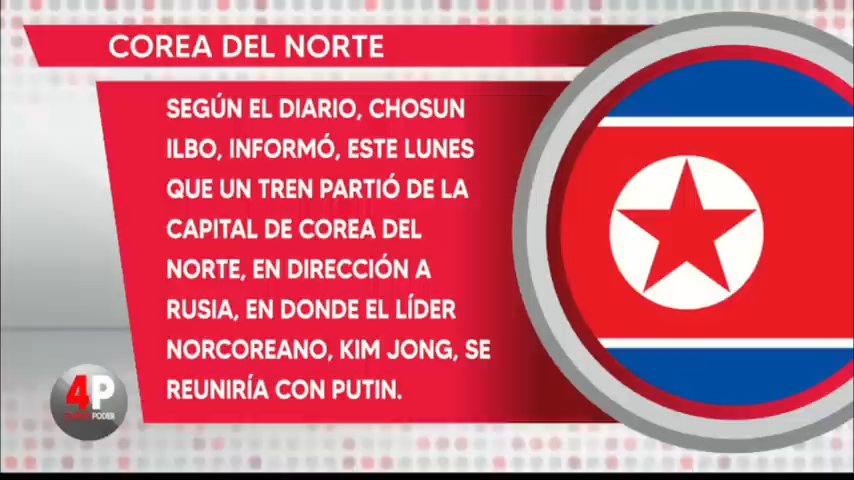 COREA DEL NORTE
SEGÚN EL DIARIO, CHOSUN
ILBO, INFORMÓ, ESTE LUNES
QUE UN TREN PARTIÓ DE LA
CAPITAL DE COREA DEL
NORTE, EN DIRECCIÓN A
RUSIA, EN DONDE EL LÍDER
NORCOREANO, KIM JONG, SE
REUNIRÍA CON PUTIN.
4P
PODER